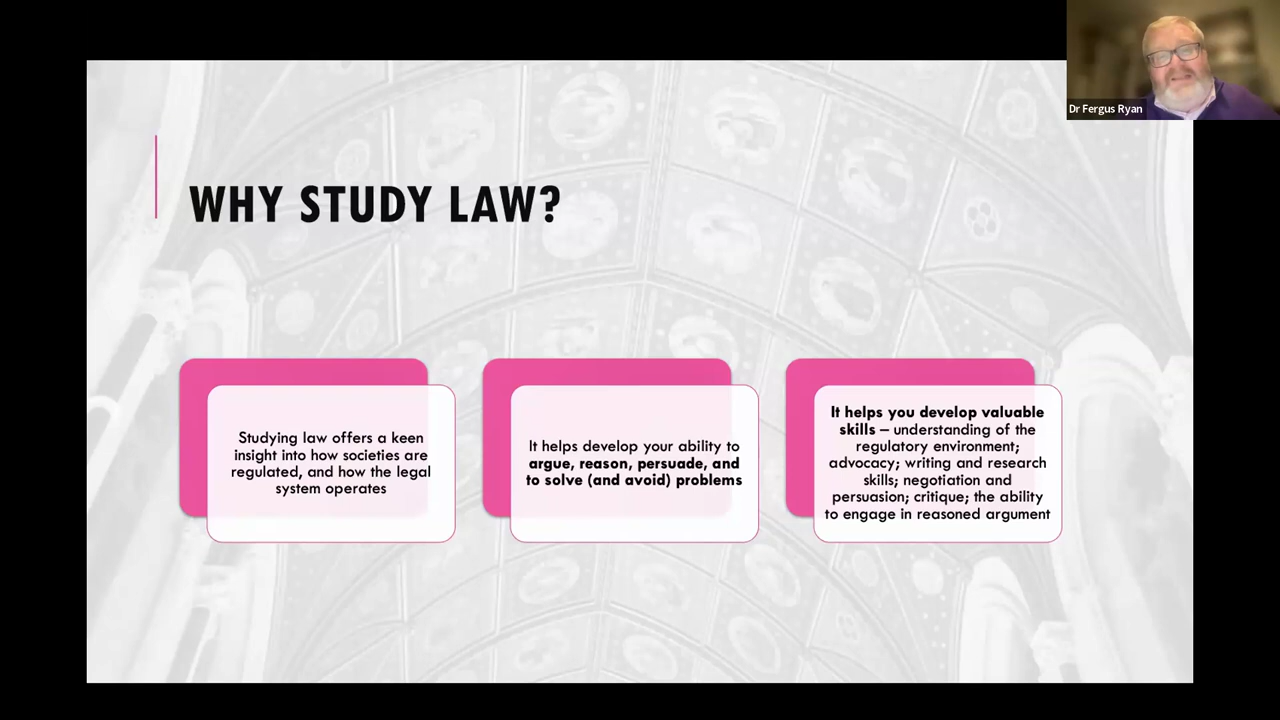 Dr Fergus Ryan
WHY STUDY LAW?
Studying law offers a keen
insight into how societies are
regulated, and how the legal
system operates
It helps develop your ability to
argue, reason, persuade, and
to solve (and avoid) problems
It helps you develop valuable
skills – understanding of the
regulatory environment;
advocacy; writing and research
skills; negotiation and
persuasion; critique; the ability
to engage in reasoned argument